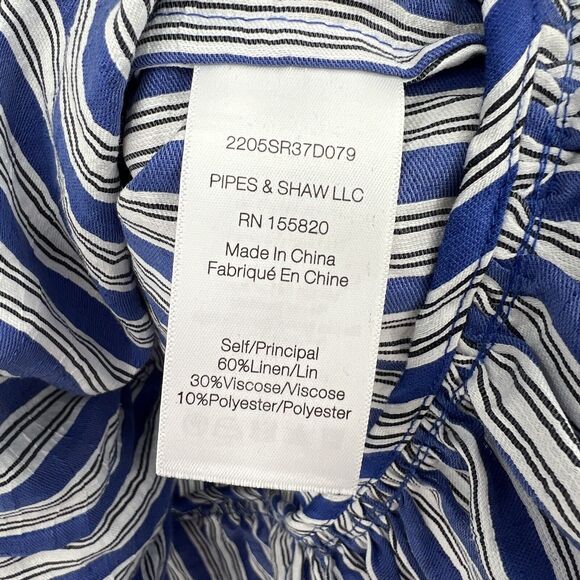 2205SR37D079
PIPES & SHAW LLC
RN 155820
Made In China
Fabriqué En Chine
Self/Principal
60%Linen/Lin
30%Viscose/Viscose
10%Polyester/Polyester